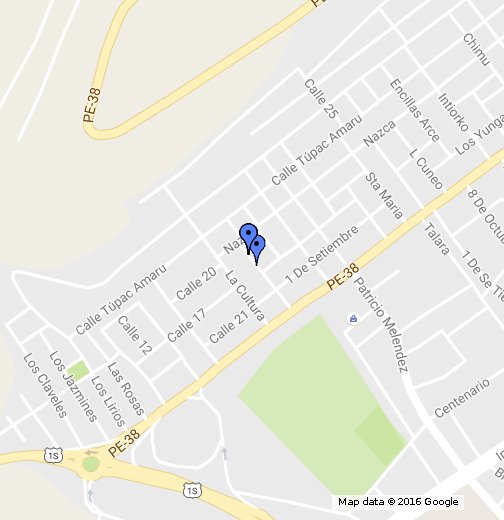 PE-38
Chimu
Calle 25
Encillas Arce
Intiorko
Los Yunga
Calle Túpac Amaru
Nazca
L Cuneo
Sta Maria
8 De Octu
Talara
1 De Se Ti
Naz
1 De Setiembre
PE-38
Calle 20
La Cultura
Calle Túpac Amaru
Calle 17
Calle 21
Patricio Melendez
Calle 12
Los Claveles
Los Jazmines
Los Lirios
Las Rosas
Centenario
PE-38
1S
1S
Map data © 2016 Google